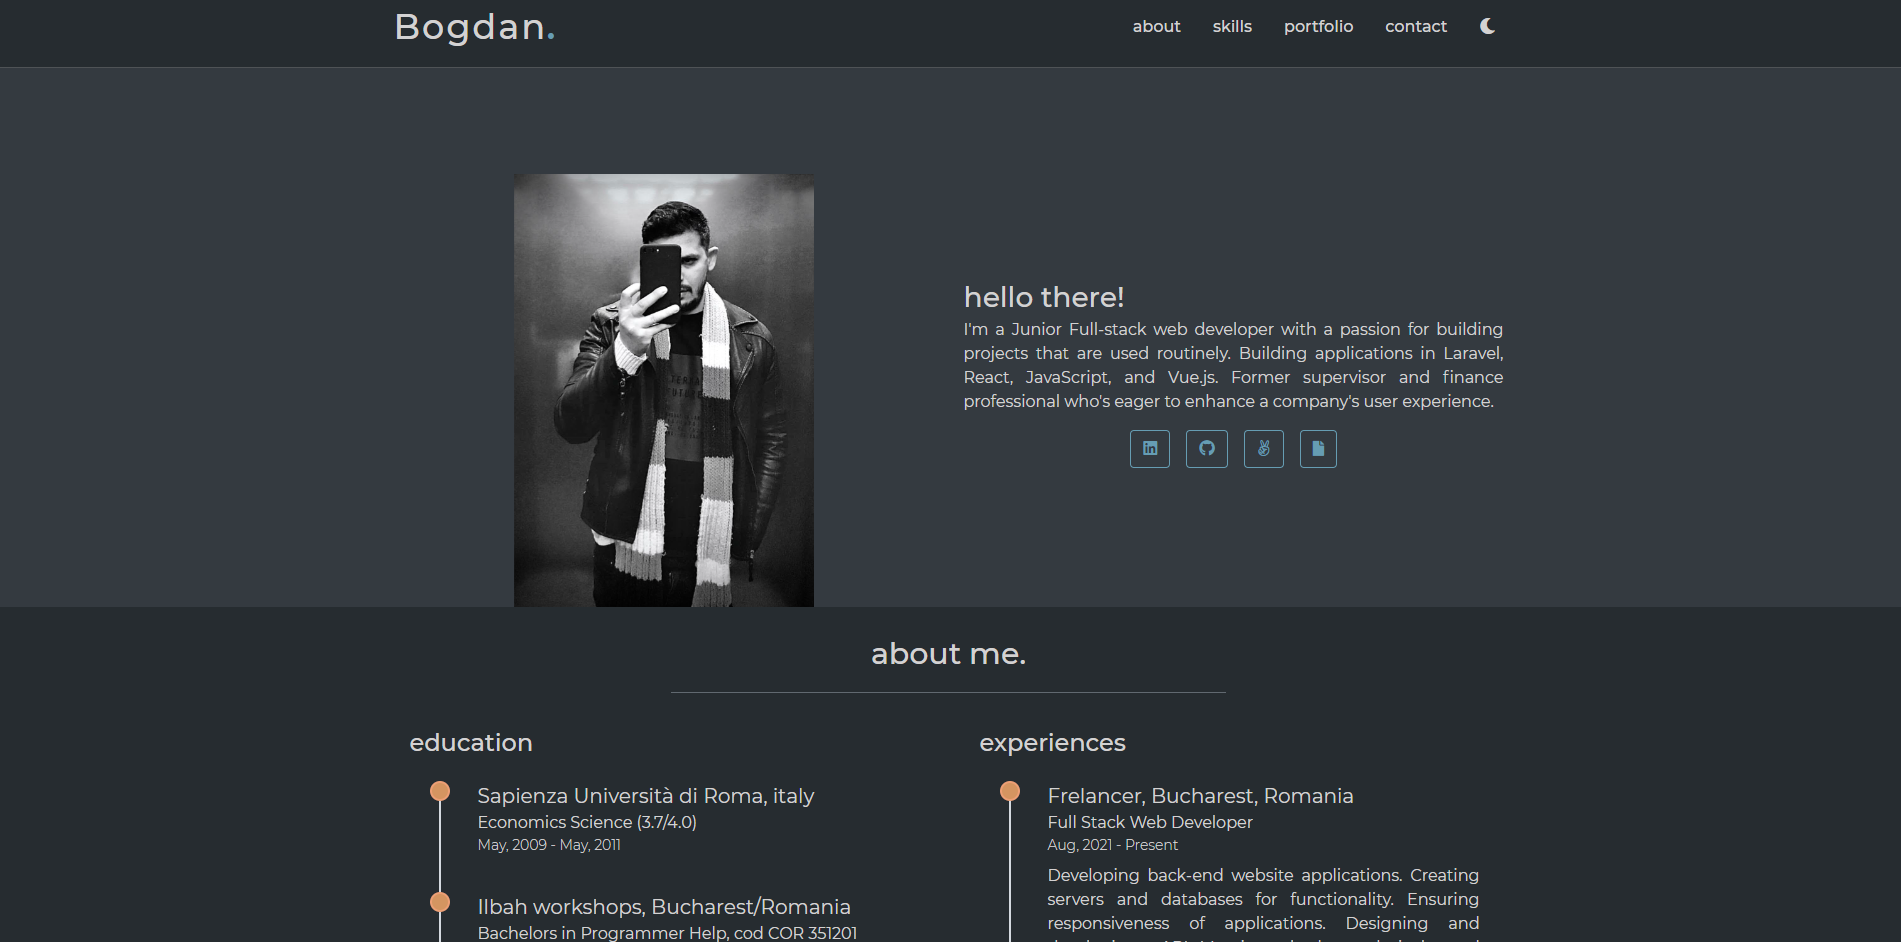 Bogdan.
about skills portfolio contact
hello there!
I'm a Junior Full-stack web developer with a passion for building
projects that are used routinely. Building applications in Laravel,
React, JavaScript, and Vue.js. Former supervisor and finance
professional who's eager to enhance a company's user experience.
about me.
education
Sapienza Università di Roma, italy
Economics Science (3.7/4.0)
May, 2009 - May, 2011
Ilbah workshops, Bucharest/Romania
Bachelors in Programmer Help, cod COR 351201
experiences
Frelancer, Bucharest, Romania
Full Stack Web Developer
Aug, 2021 - Present
Developing back-end website applications. Creating
servers and databases for functionality. Ensuring
responsiveness of applications. Designing and